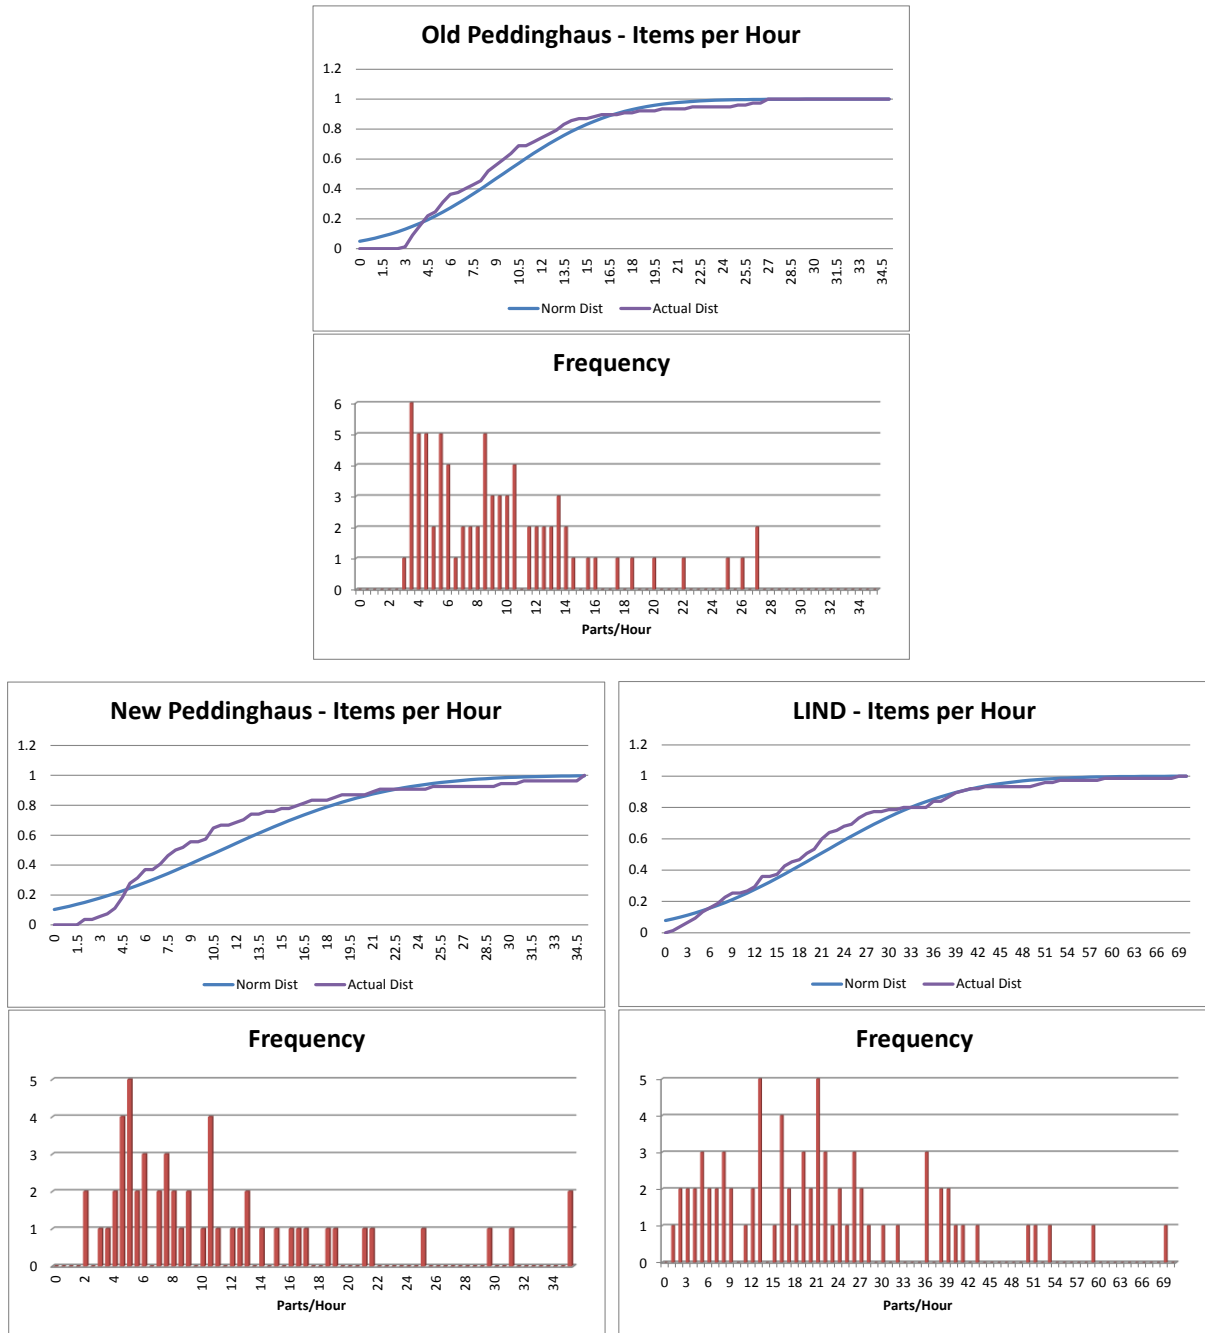 Old Peddinghaus - Items per Hour
1.2
1
0.8
0.6
0.4
0.2
0
0 1.5 3 4.5 6 7.5 9 10.5 12 13.5 15 16.5 18 19.5 21 22.5 24 25.5 27 28.5 30 31.5 33 34.5
Norm Dist Actual Dist
Frequency
6
5
4
3
2
1
0
0 2 4 6 8 10 12 14 16 18 20 22 24 26 28 30 32 34
Parts/Hour
New Peddinghaus - Items per Hour
1.2
1
0.8
0.6
0.4
0.2
0
0 1.5 3 4.5 6 7.5 9 10.5 12 13.5 15 16.5 18 19.5 21 22.5 24 25.5 27 28.5 30 31.5 33 34.5
Norm Dist Actual Dist
Frequency
5
4
3
2
1
0
0 2 4 6 8 10 12 14 16 18 20 22 24 26 28 30 32 34
LIND - Items per Hour
1.2
1
0.8
0.6
0.4
0.2
0
0 3 6 9 12 15 18 21 24 27 30 33 36 39 42 45 48 51 54 57 60 63 66 69
Norm Dist Actual Dist
Frequency
5
4
3
2
1
0
0 3 6 9 12 15 18 21 24 27 30 33 36 39 42 45 48 51 54 57 60 63 66 69
Parts/Hour